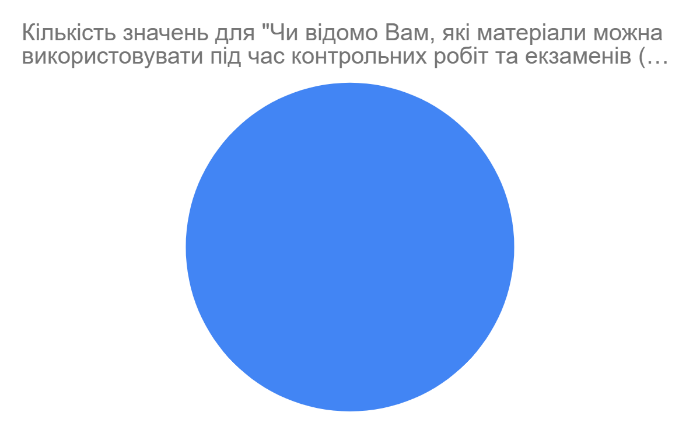 Кількість значень для "Чи відомо Вам, які матеріали можна
використовувати під час контрольних робіт та екзаменів (…